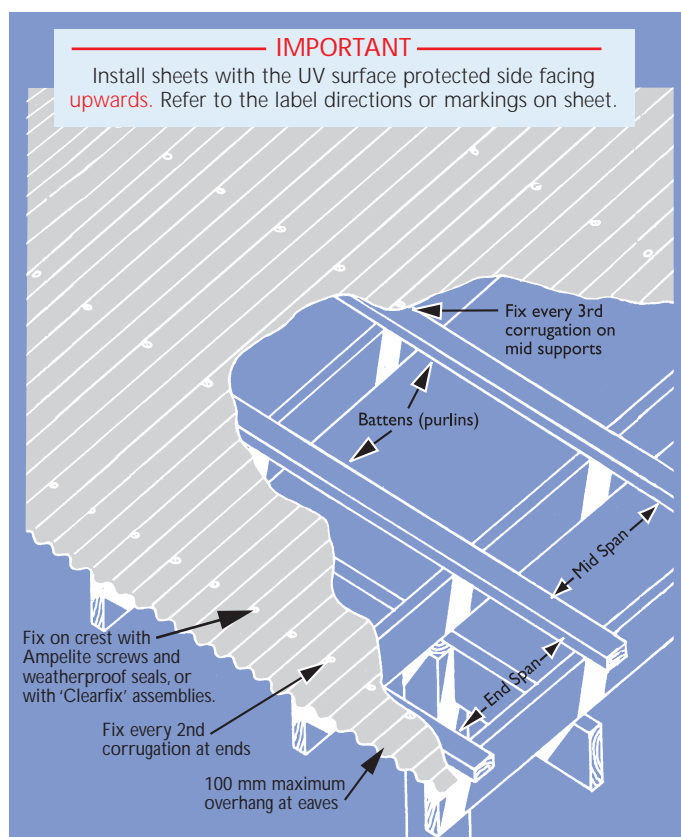 IMPORTANT
Install sheets with the UV surface protected side facing
upwards. Refer to the label directions or markings on sheet.
Fix every 3rd
corrugation on
mid supports
Battens (purlins)
Mid Span
End Span
Fix on crest with
Ampelite screws and
weatherproof seals, or
with ‘Clearfix’ assemblies.
Fix every 2nd
corrugation at ends
100 mm maximum
overhang at eaves